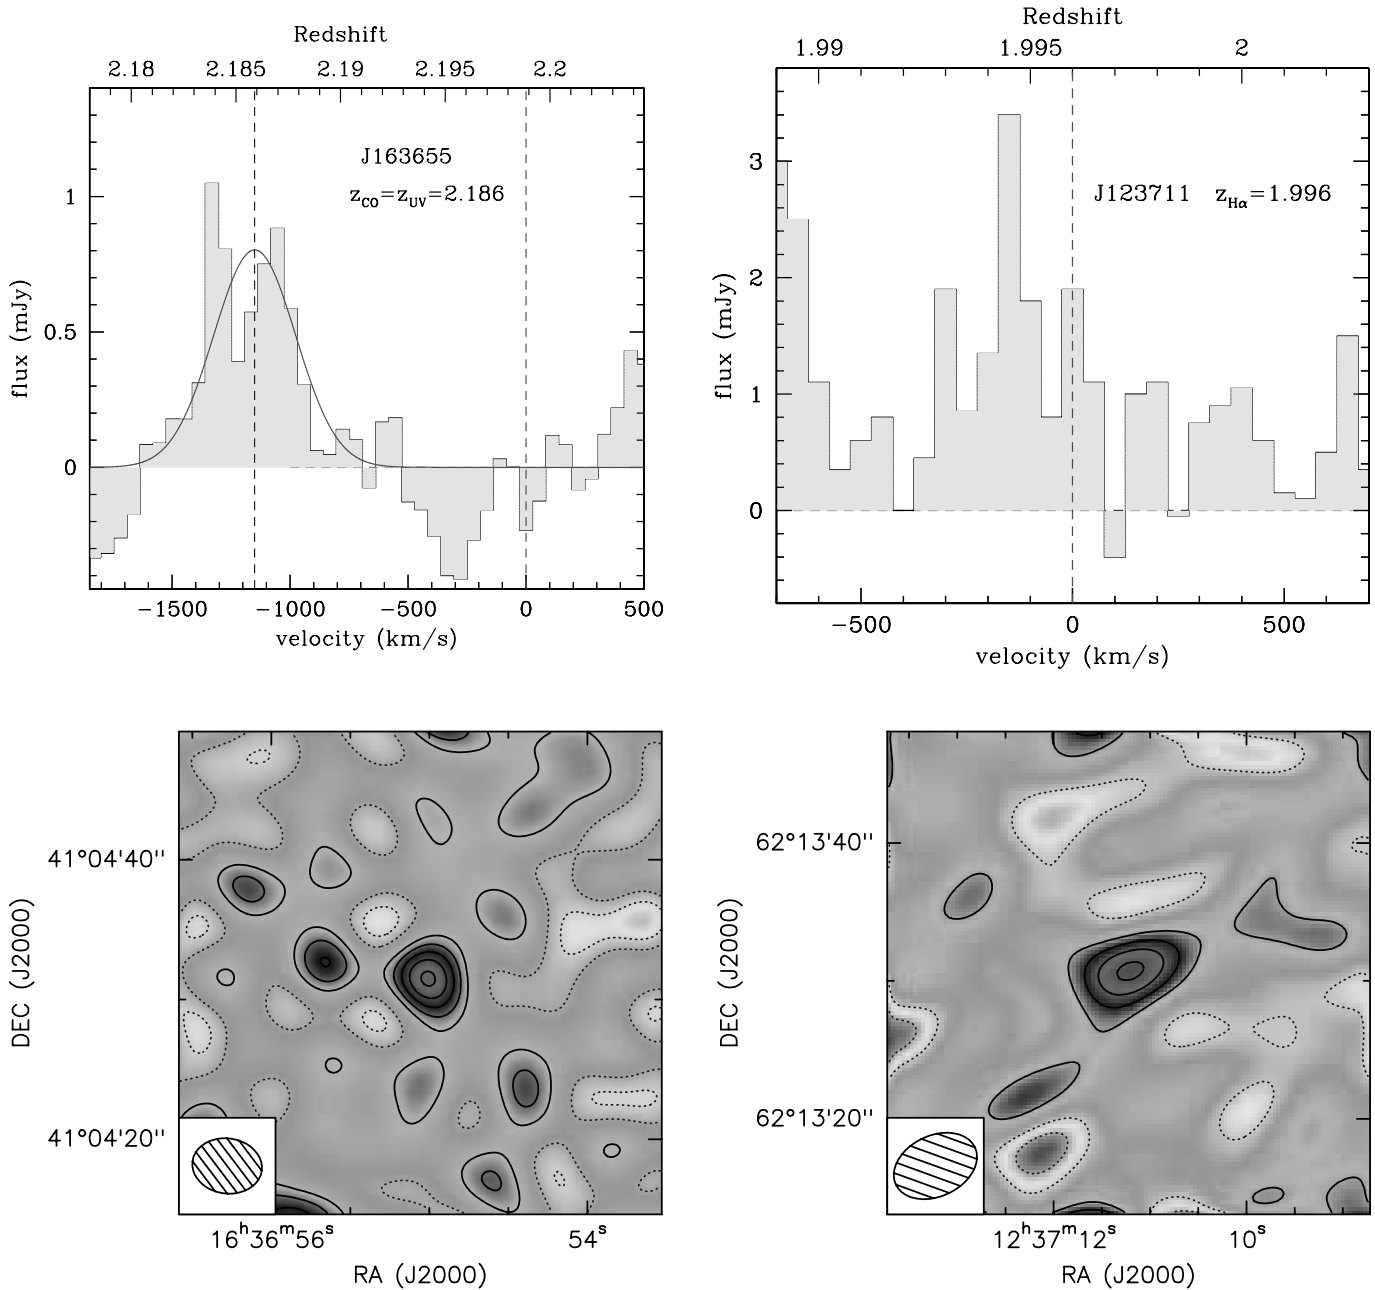 Redshift
2.18 2.185 2.19 2.195 2.2
J163655
z_CO=z_UV=2.186
1
0.5
0
flux (mJy)
−1500 −1000 −500 0 500
velocity (km/s)
Redshift
1.99 1.995 2
J123711 z_Hα=1.996
3
2
1
0
flux (mJy)
−500 0 500
velocity (km/s)
41°04'40''
41°04'20''
DEC (J2000)
16ʰ36ᵐ56ˢ 54ˢ
RA (J2000)
62°13'40''
62°13'20''
DEC (J2000)
12ʰ37ᵐ12ˢ 10ˢ
RA (J2000)